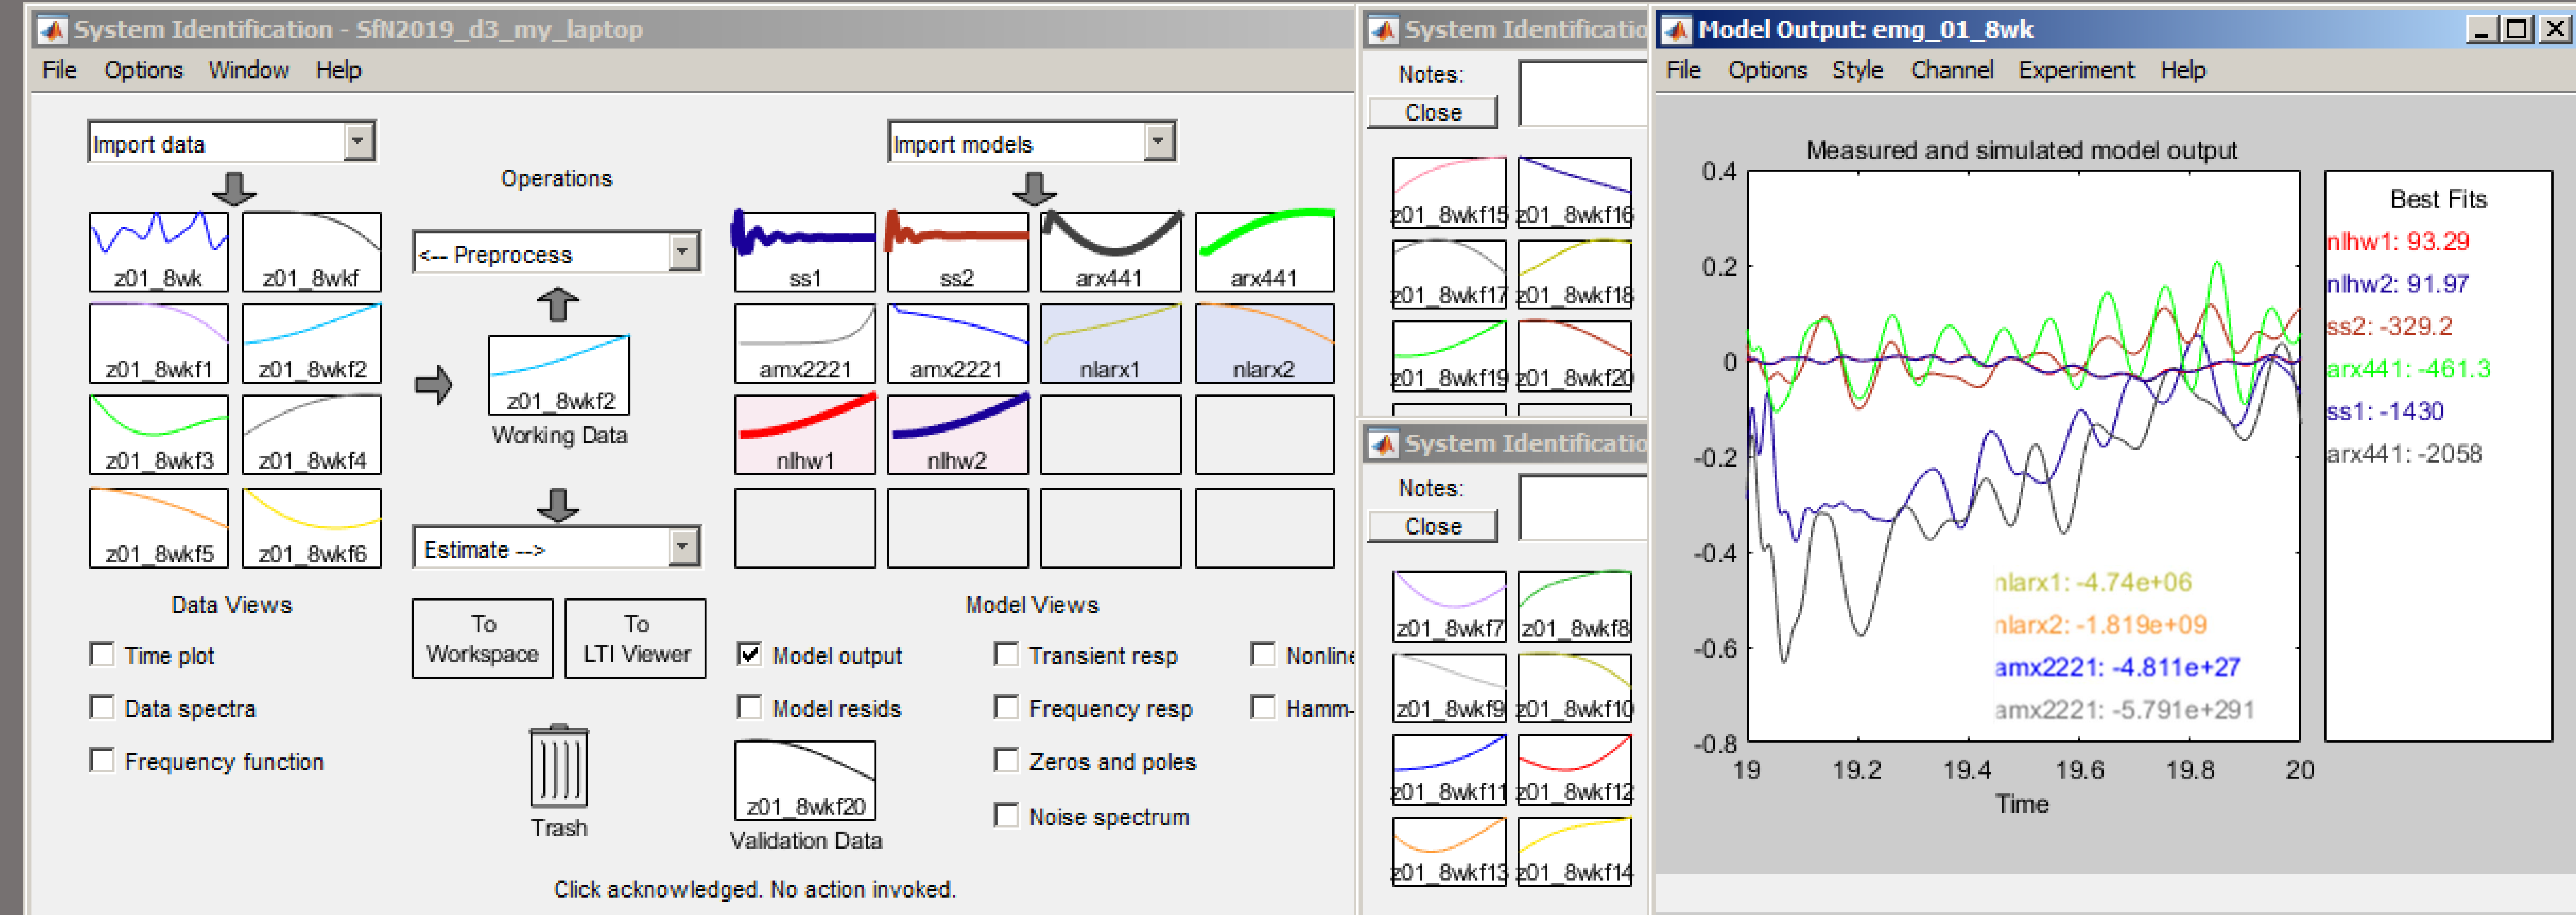 System Identification - SfN2019_d3_my_laptop
File Options Window Help
Import data
Operations
Import models
z01_8wk z01_8wkf
<-- Preprocess
ss1 ss2 arx441 arx441
z01_8wkf1 z01_8wkf2
z01_8wkf2
Working Data
amx2221 amx2221 nlarx1 nlarx2
z01_8wkf3 z01_8wkf4
nlhw1 nlhw2
z01_8wkf5 z01_8wkf6
Estimate -->
Data Views
Time plot
Data spectra
Frequency function
To
Workspace
To
LTI Viewer
Trash
Model Views
Model output Transient resp Nonline
Model resids Frequency resp Hamm-
Zeros and poles
Noise spectrum
z01_8wkf20
Validation Data
Click acknowledged. No action invoked.
System Identificatio
Notes:
Close
z01_8wkf15 z01_8wkf16
z01_8wkf17 z01_8wkf18
z01_8wkf19 z01_8wkf20
System Identificatio
Notes:
Close
z01_8wkf7 z01_8wkf8
z01_8wkf9 z01_8wkf10
z01_8wkf11 z01_8wkf12
z01_8wkf13 z01_8wkf14
Model Output: emg_01_8wk
File Options Style Channel Experiment Help
Measured and simulated model output
0.4
0.2
0
-0.2
-0.4
-0.6
-0.8
19 19.2 19.4 19.6 19.8 20
Time
nlarx1: -4.74e+06
nlarx2: -1.819e+09
amx2221: -4.811e+27
amx2221: -5.791e+291
Best Fits
nlhw1: 93.29
nlhw2: 91.97
ss2: -329.2
arx441: -461.3
ss1: -1430
arx441: -2058